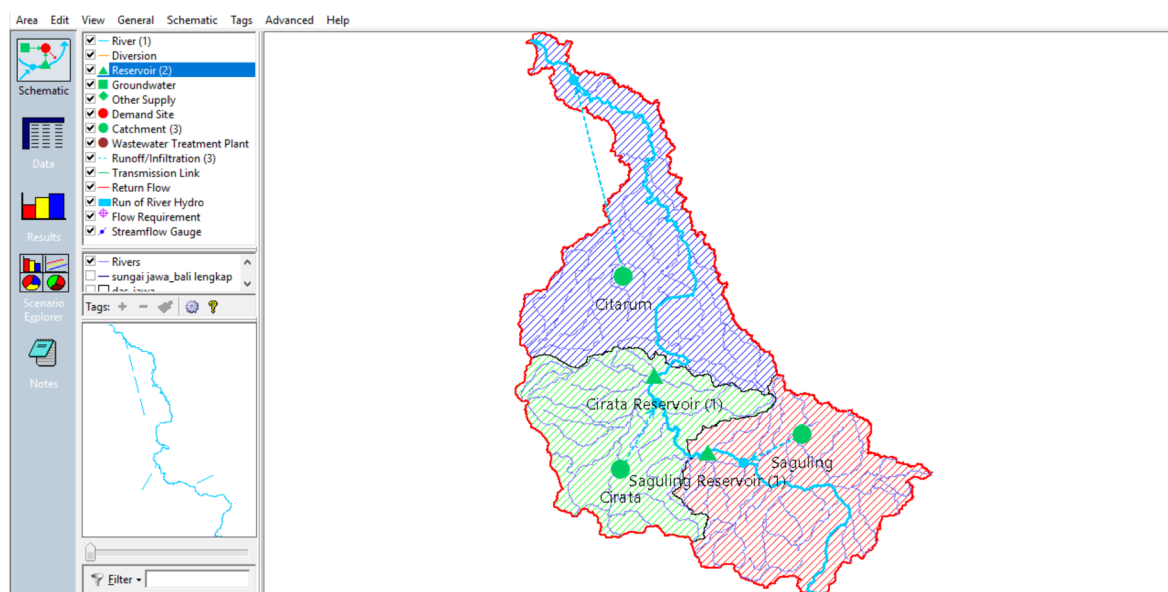 Area Edit View General Schematic Tags Advanced Help
Schematic
Data
Results
Scenario
Explorer
Notes
River (1)
Diversion
Reservoir (2)
Groundwater
Other Supply
Demand Site
Catchment (3)
Wastewater Treatment Plant
Runoff/Infiltration (3)
Transmission Link
Return Flow
Run of River Hydro
Flow Requirement
Streamflow Gauge
Rivers
sungai jawa_bali lengkap
Tags:
Filter
Citarum
Cirata Reservoir (1)
Saguling
Saguling Reservoir (1)
Cirata